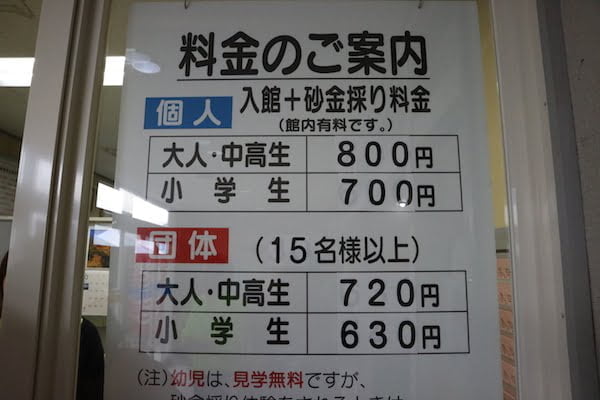 料金のご案内
個人 入館+砂金採り料金
(館内有料です。)
大人・中高生 800円
小学生 700円
団体 (15名様以上)
大人・中高生 720円
小学生 630円
(注)幼児は、見学無料ですが、